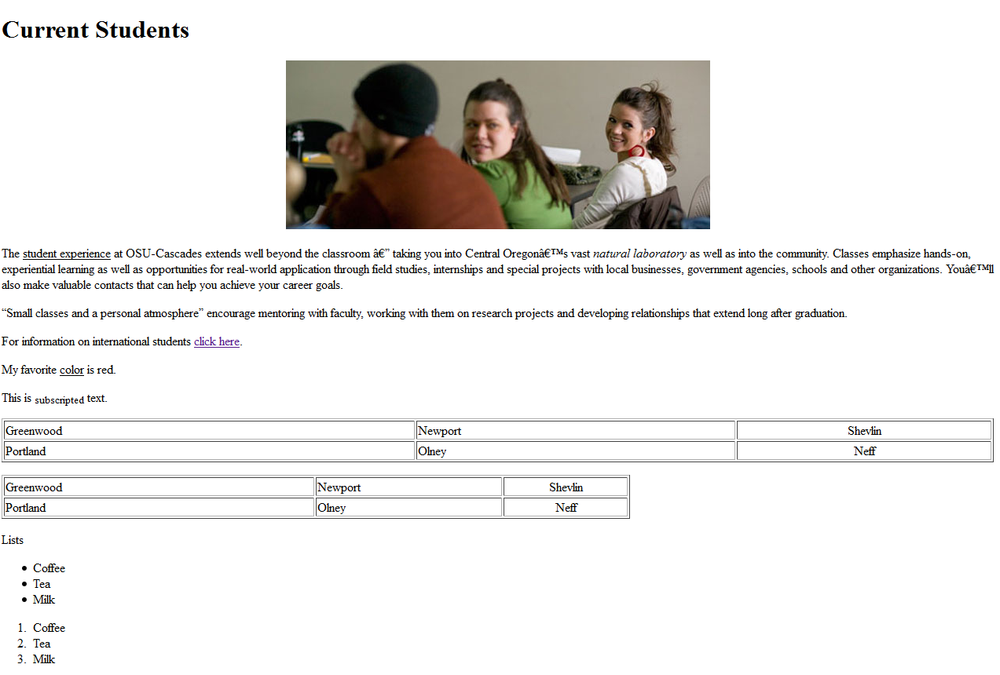 Current Students
The student experience at OSU-Cascades extends well beyond the classroom â€” taking you into Central Oregonâ€™s vast natural laboratory as well as into the community. Classes emphasize hands-on,
experiential learning as well as opportunities for real-world application through field studies, internships and special projects with local businesses, government agencies, schools and other organizations. Youâ€™ll
also make valuable contacts that can help you achieve your career goals.
“Small classes and a personal atmosphere” encourage mentoring with faculty, working with them on research projects and developing relationships that extend long after graduation.
For information on international students click here.
My favorite color is red.
This is subscripted text.
Greenwood Newport Shevlin
Portland Olney Neff
Greenwood Newport Shevlin
Portland Olney Neff
Lists
• Coffee
• Tea
• Milk
1. Coffee
2. Tea
3. Milk